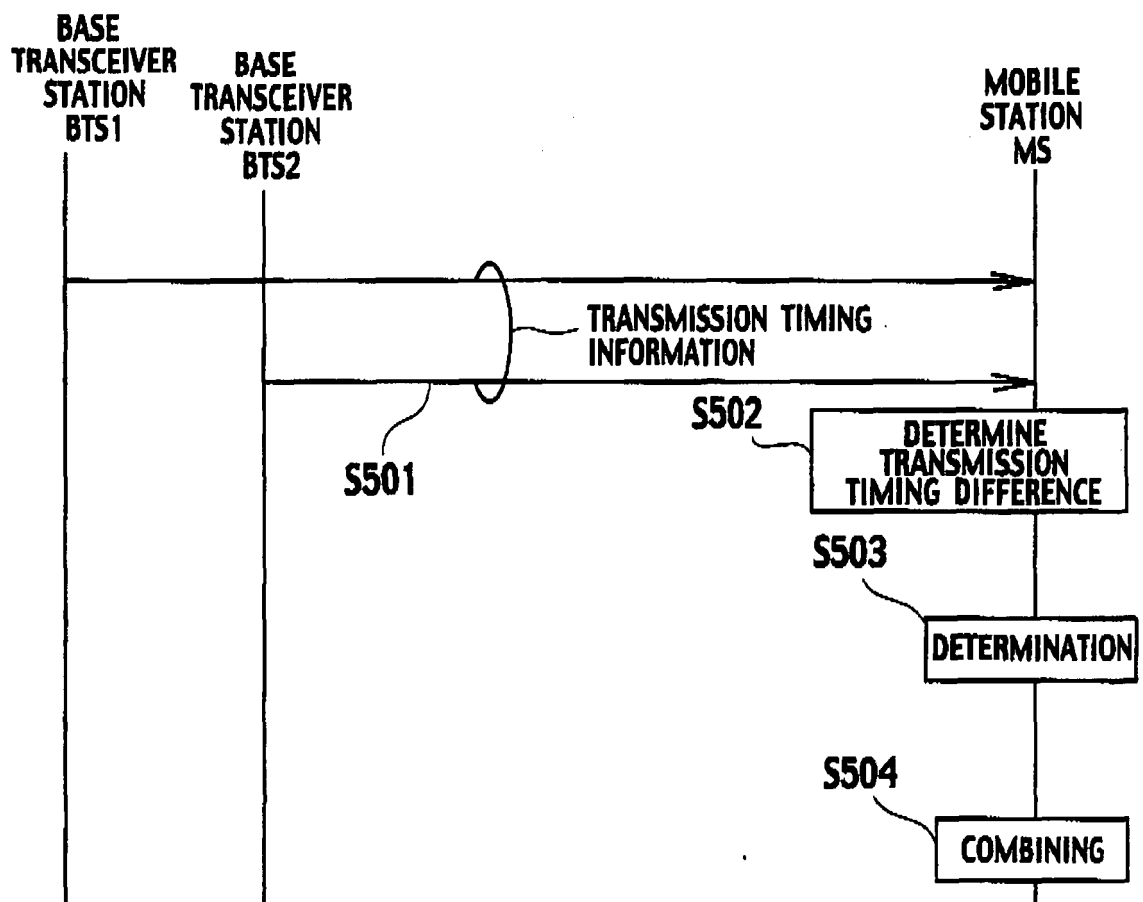 BASE
TRANSCEIVER
STATION
BTS1
BASE
TRANSCEIVER
STATION
BTS2
MOBILE
STATION
MS
TRANSMISSION TIMING
INFORMATION
S501
S502
DETERMINE
TRANSMISSION
TIMING DIFFERENCE
S503
DETERMINATION
S504
COMBINING